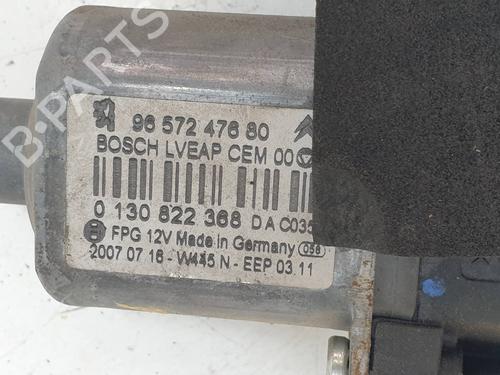 96 572 476 80
BOSCH LVEAP CEM 00
0 130 822 368 DA C035
FPG 12V Made in Germany 058
2007 07 16 - W445 N - EEP 03.11
B-Parts